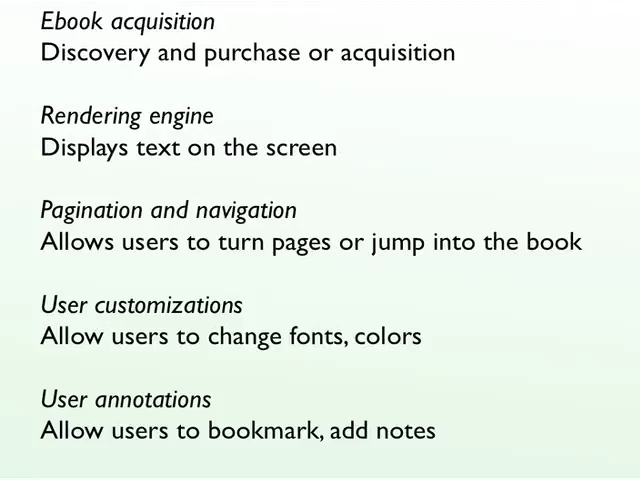 Ebook acquisition
Discovery and purchase or acquisition
Rendering engine
Displays text on the screen
Pagination and navigation
Allows users to turn pages or jump into the book
User customizations
Allow users to change fonts, colors
User annotations
Allow users to bookmark, add notes